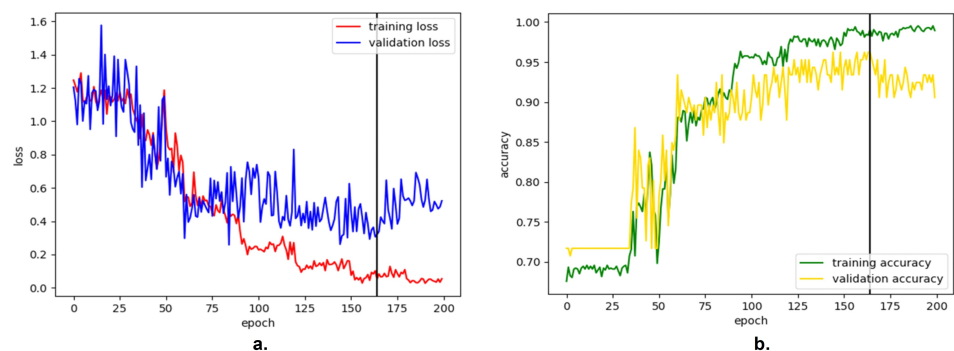 1.6
1.4
1.2
1.0
0.8
0.6
0.4
0.2
0.0
loss
training loss
validation loss
0 25 50 75 100 125 150 175 200
epoch
a.
1.00
0.95
0.90
0.85
0.80
0.75
0.70
accuracy
training accuracy
validation accuracy
0 25 50 75 100 125 150 175 200
epoch
b.